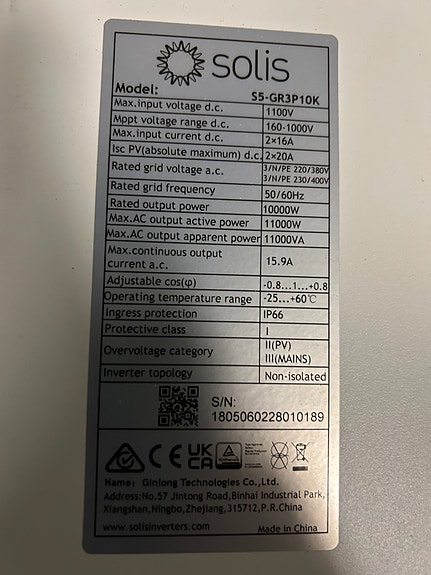 solis
Model: S5-GR3P10K
Max.input voltage d.c. 1100V
Mppt voltage range d.c. 160-1000V
Max.input current d.c. 2×16A
Isc PV(absolute maximum) d.c. 2×20A
Rated grid voltage a.c. 3/N/PE 220/380V
3/N/PE 230/400V
Rated grid frequency 50/60Hz
Rated output power 10000W
Max.AC output active power 11000W
Max.AC output apparent power 11000VA
Max.continuous output
current a.c. 15.9A
Adjustable cos(φ) -0.8...1...+0.8
Operating temperature range -25...+60℃
Ingress protection IP66
Protective class I
Overvoltage category II(PV)
III(MAINS)
Inverter topology Non-isolated
S/N:
1805060228010189
CE UK
CA
Name: Ginlong Technologies Co.,Ltd.
Address:No.57 Jintong Road,Binhai Industrial Park,
Xiangshan,Ningbo,Zhejiang,315712,P.R.China
www.solisinverters.com Made in China